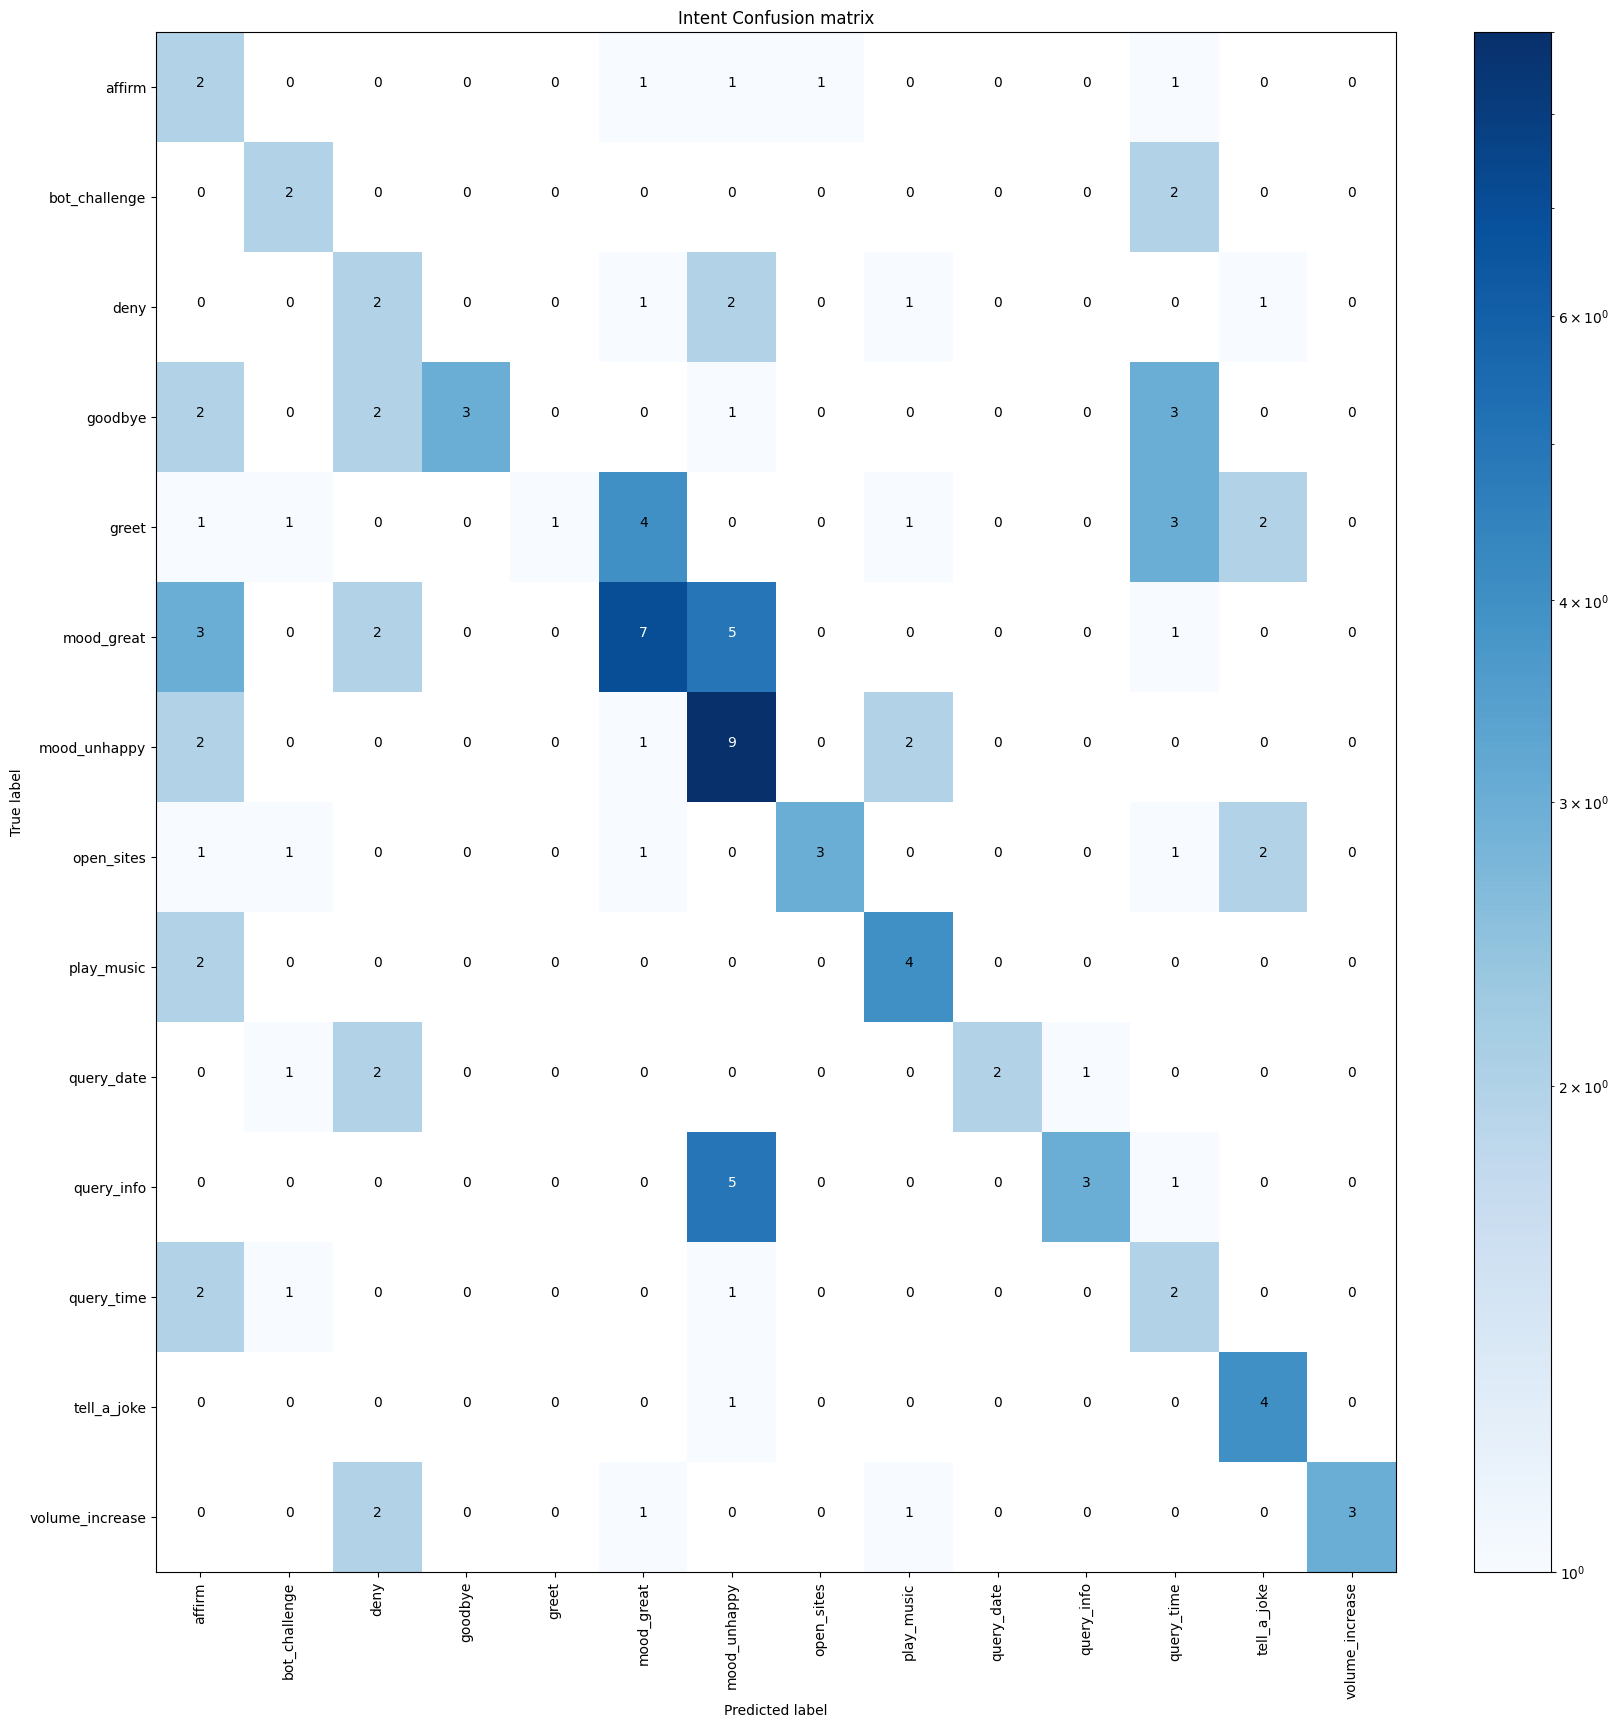 Intent Confusion matrix
affirm 2 0 0 0 0 1 1 1 0 0 0 1 0 0
bot_challenge 0 2 0 0 0 0 0 0 0 0 0 2 0 0
deny 0 0 2 0 0 1 2 0 1 0 0 0 1 0
goodbye 2 0 2 3 0 0 1 0 0 0 0 3 0 0
greet 1 1 0 0 1 4 0 0 1 0 0 3 2 0
mood_great 3 0 2 0 0 7 5 0 0 0 0 1 0 0
mood_unhappy 2 0 0 0 0 1 9 0 2 0 0 0 0 0
open_sites 1 1 0 0 0 1 0 3 0 0 0 1 2 0
play_music 2 0 0 0 0 0 0 0 4 0 0 0 0 0
query_date 0 1 2 0 0 0 0 0 0 2 1 0 0 0
query_info 0 0 0 0 0 0 5 0 0 0 3 1 0 0
query_time 2 1 0 0 0 0 1 0 0 0 0 2 0 0
tell_a_joke 0 0 0 0 0 0 1 0 0 0 0 0 4 0
volume_increase 0 0 2 0 0 1 0 0 1 0 0 0 0 3
True label
affirm
bot_challenge
deny
goodbye
greet
mood_great
mood_unhappy
open_sites
play_music
query_date
query_info
query_time
tell_a_joke
volume_increase
Predicted label
6 × 10⁰
4 × 10⁰
3 × 10⁰
2 × 10⁰
10⁰